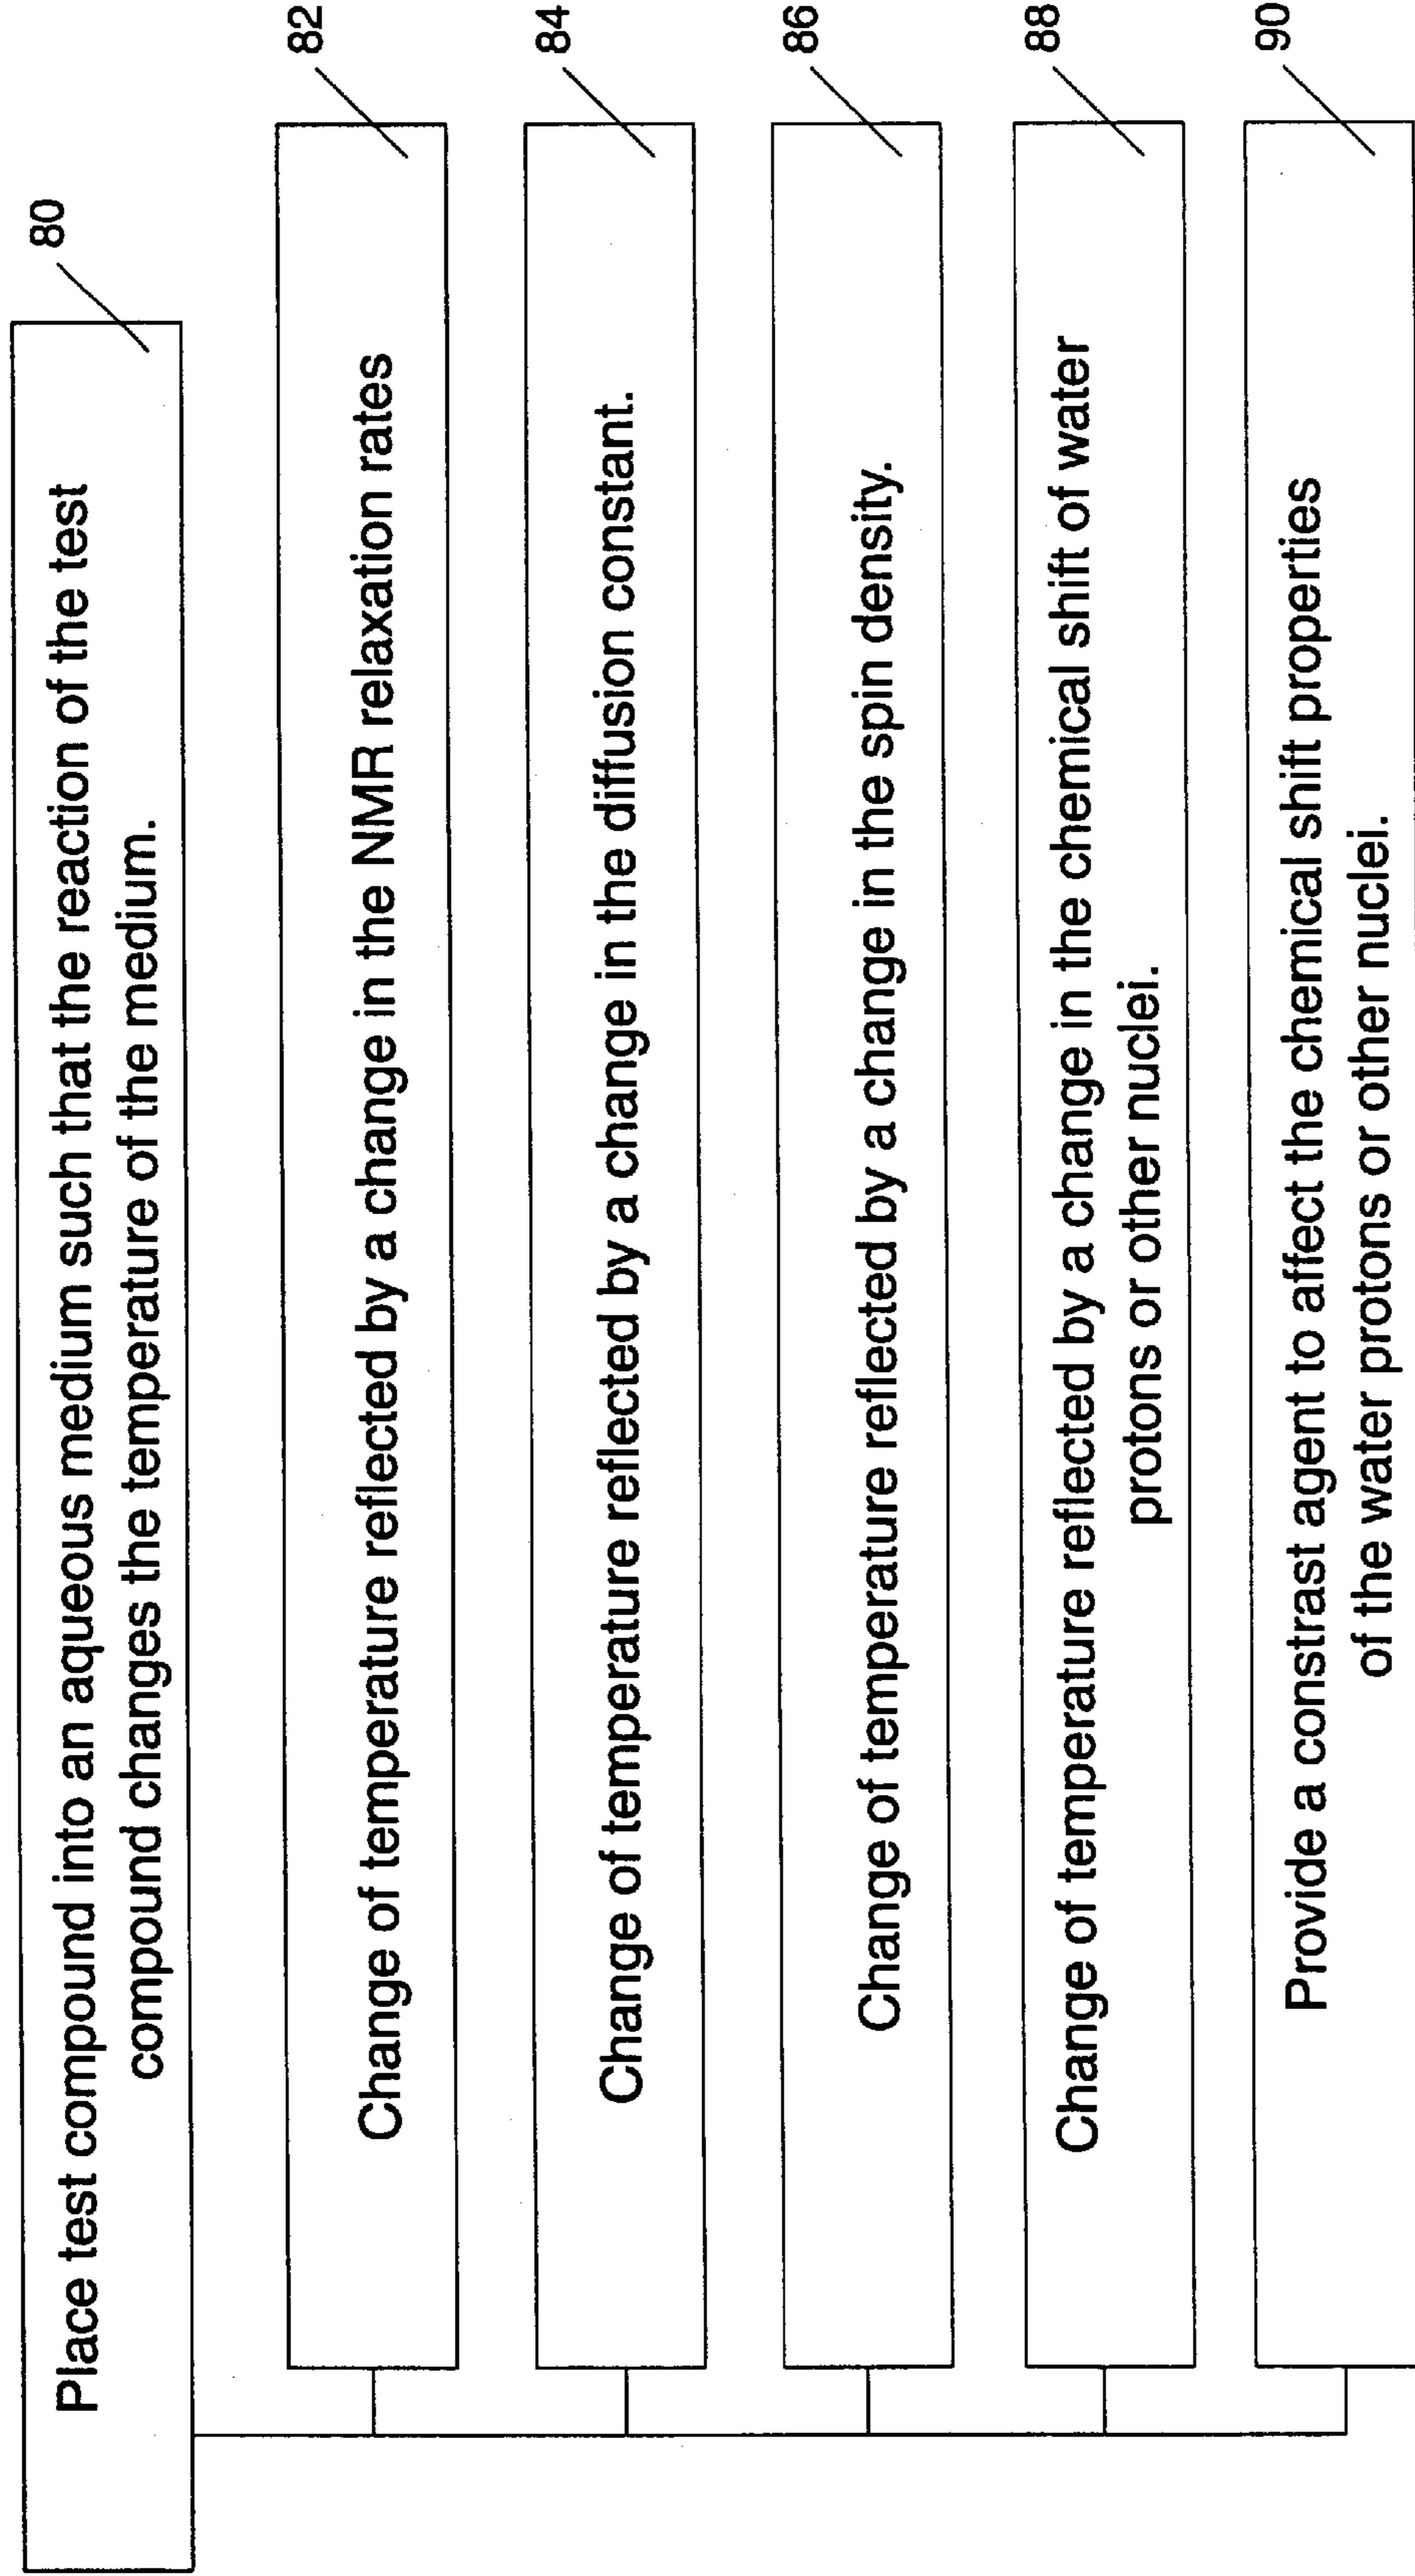 80
Place test compound into an aqueous medium such that the reaction of the test
compound changes the temperature of the medium.
82
Change of temperature reflected by a change in the NMR relaxation rates
84
Change of temperature reflected by a change in the diffusion constant.
86
Change of temperature reflected by a change in the spin density.
88
Change of temperature reflected by a change in the chemical shift of water
protons or other nuclei.
90
Provide a constrast agent to affect the chemical shift properties
of the water protons or other nuclei.